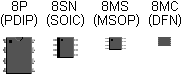 8P 8SN 8MS 8MC
(PDIP) (SOIC) (MSOP) (DFN)